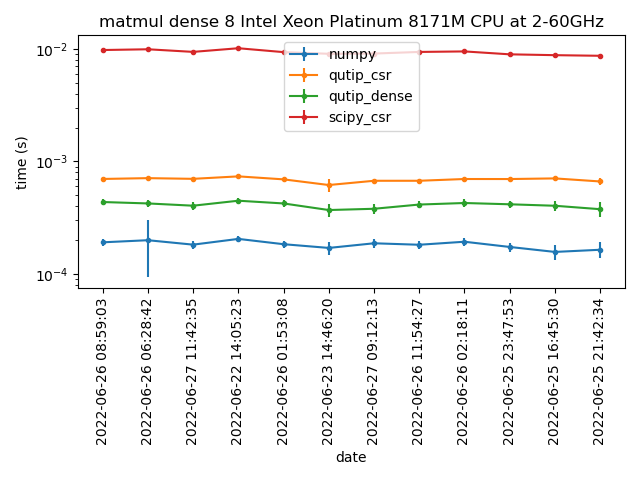 matmul dense 8 Intel Xeon Platinum 8171M CPU at 2-60GHz
numpy
qutip_csr
qutip_dense
scipy_csr
time (s)
10⁻²
10⁻³
10⁻⁴
2022-06-26 08:59:03
2022-06-26 06:28:42
2022-06-27 11:42:35
2022-06-22 14:05:23
2022-06-26 01:53:08
2022-06-23 14:46:20
2022-06-27 09:12:13
2022-06-26 11:54:27
2022-06-26 02:18:11
2022-06-25 23:47:53
2022-06-25 16:45:30
2022-06-25 21:42:34
date